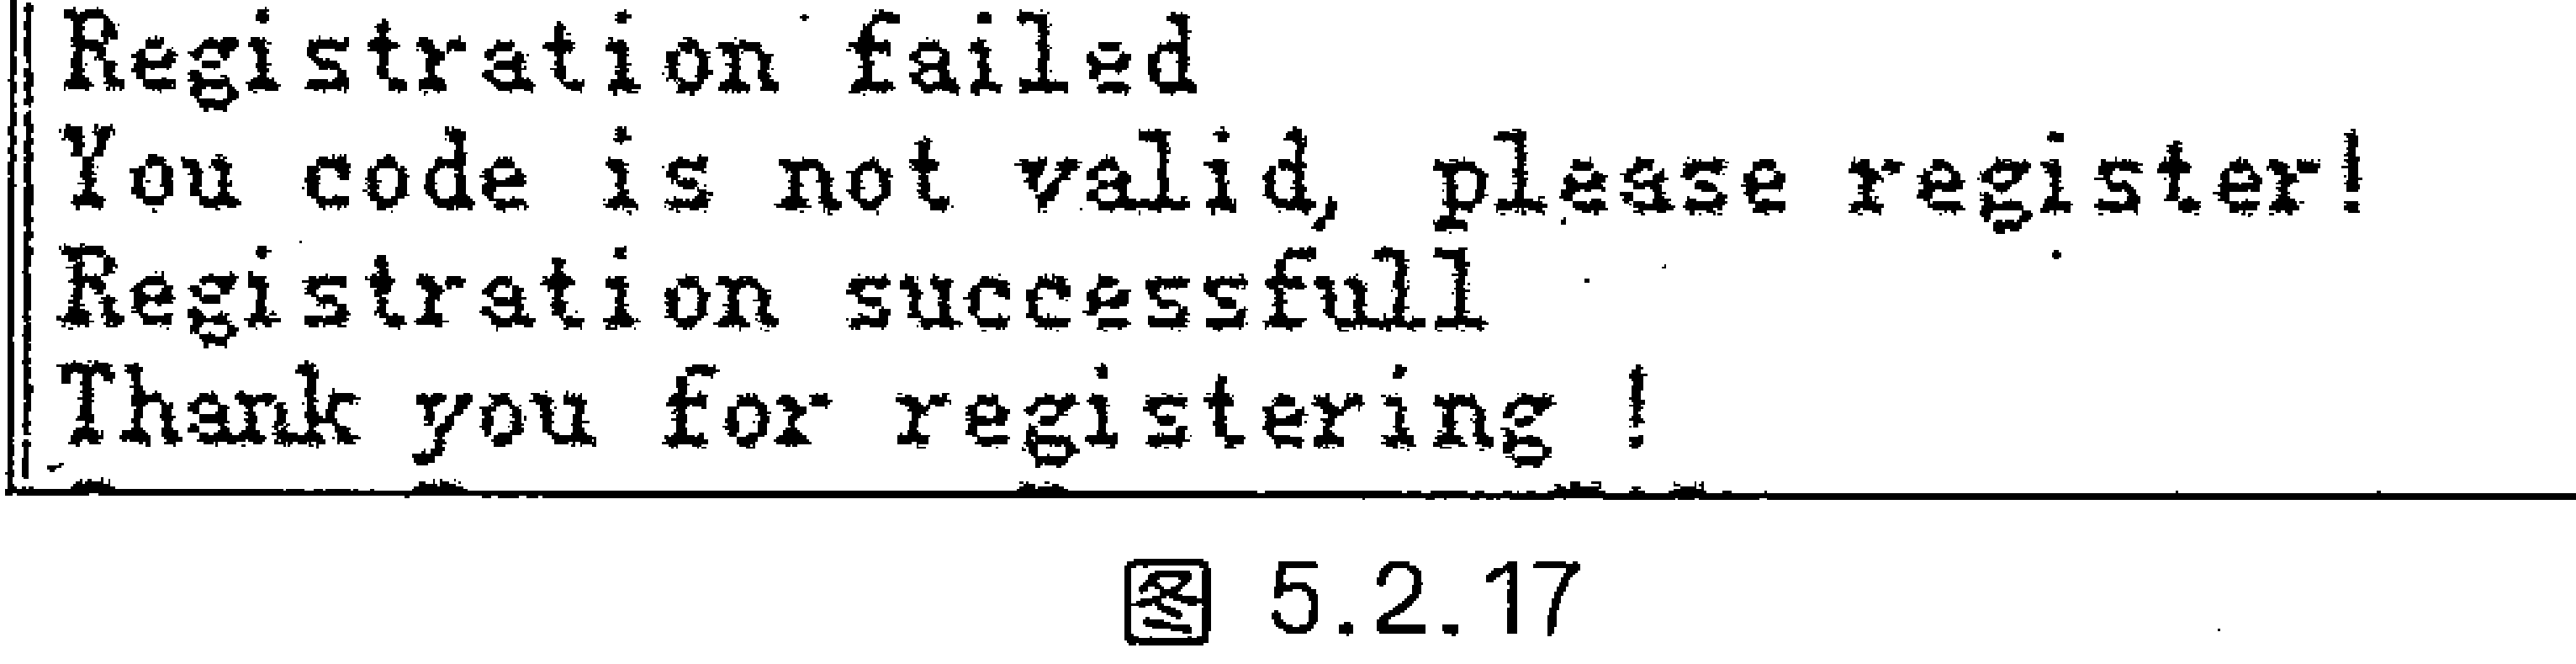 Registration failed
You code is not valid, please register!
Registration successfull
Thank you for registering !
图 5.2.17